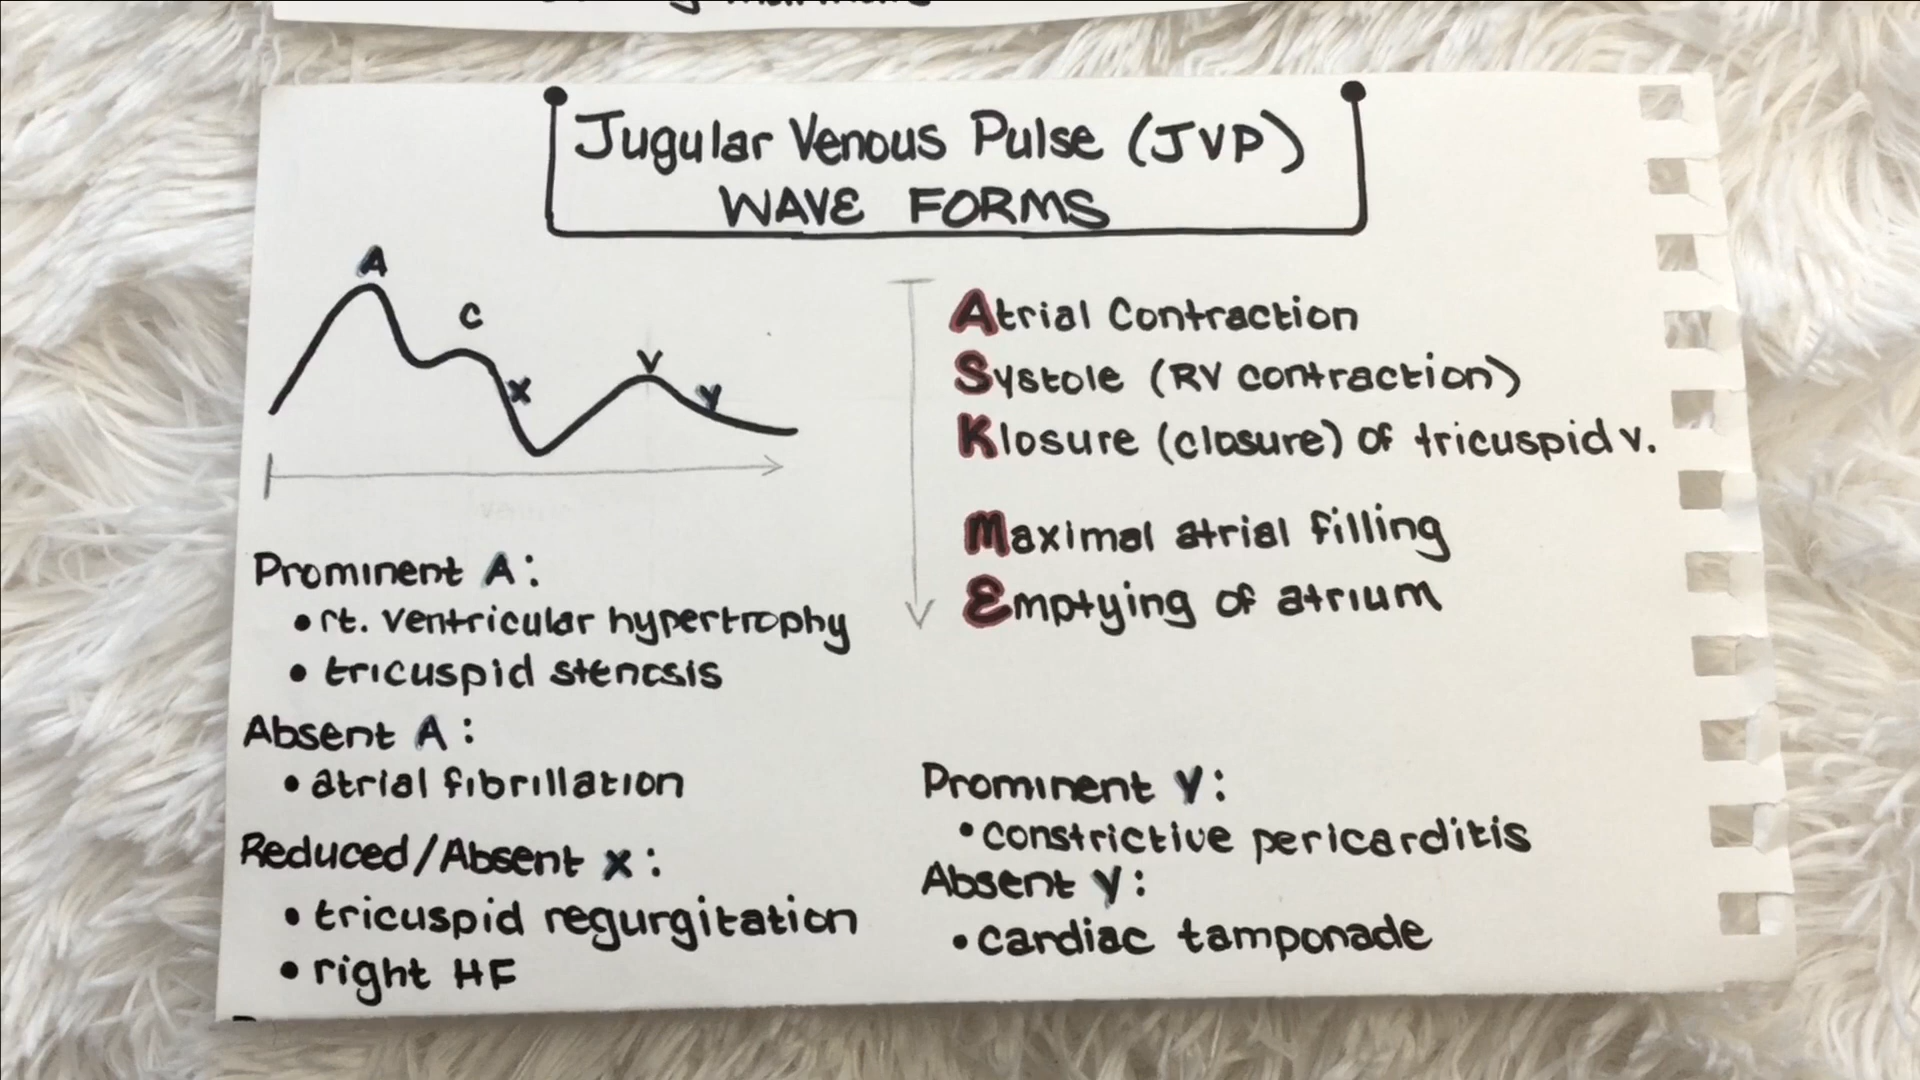 Jugular Venous Pulse (JVP)
WAVE FORMS
A
C
X
V
Y
Atrial Contraction
Systole (RV contraction)
Klosure (closure) of tricuspid v.
Maximal atrial filling
Emptying of atrium
Prominent A:
• rt. ventricular hypertrophy
• tricuspid stenosis
Absent A:
• atrial fibrillation
Reduced/Absent X:
• tricuspid regurgitation
• right HF
Prominent Y:
• constrictive pericarditis
Absent Y:
• cardiac tamponade